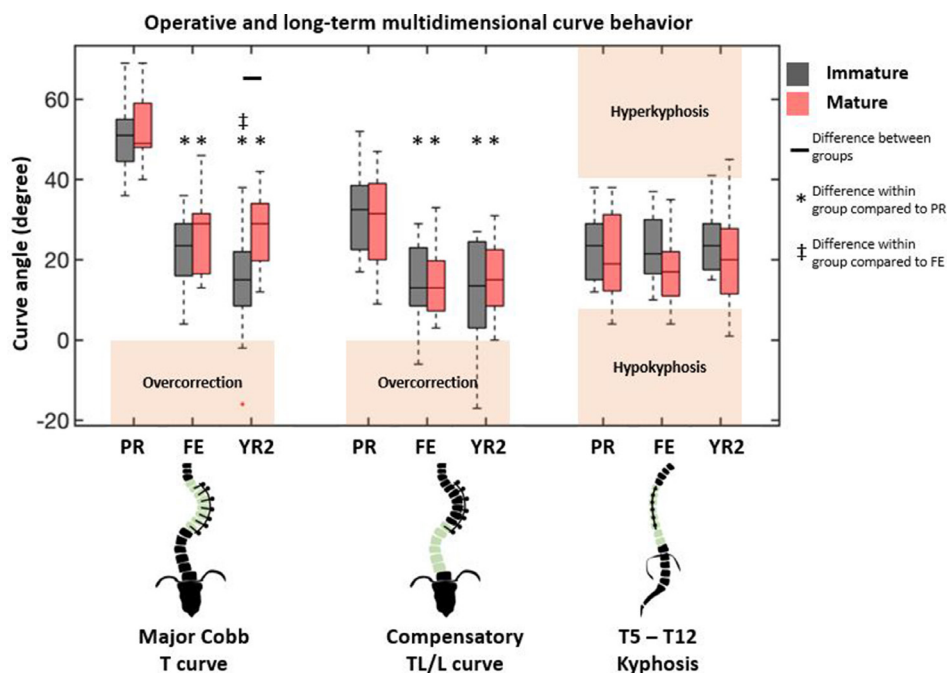 Operative and long-term multidimensional curve behavior
Curve angle (degree)
60
40
20
0
-20
Overcorrection
Overcorrection
Hyperkyphosis
Hypokyphosis
‡
* *
* *
* *
* *
Immature
Mature
Difference between
groups
* Difference within
group compared to PR
‡ Difference within
group compared to FE
PR FE YR2
PR FE YR2
PR FE YR2
Major Cobb
T curve
Compensatory
TL/L curve
T5 – T12
Kyphosis